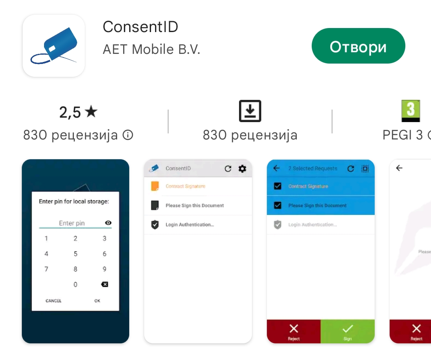 ConsentID
AET Mobile B.V.
Отвори
2,5 ★
830 рецензија
830 рецензија
3
PEGI 3
Enter pin for local storage:
Enter pin
1 2 3
4 5 6
7 8 9
0
CANCEL OK
ConsentID
Contract Signature
Please Sign this Document
Login Authentication...
2 Selected Requests
Contract Signature
Please Sign this Document
Login Authentication...
Reject Sign
Reject